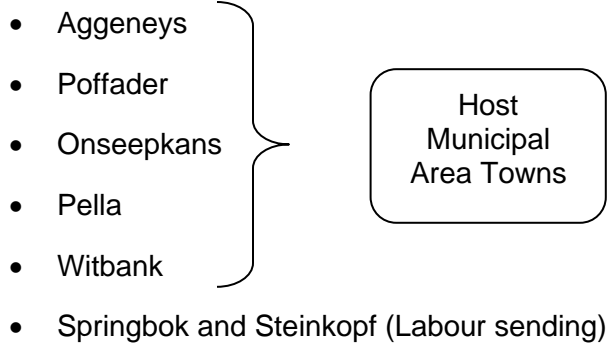 • Aggeneys
• Poffader
• Onseepkans
• Pella
• Witbank
Host
Municipal
Area Towns
• Springbok and Steinkopf (Labour sending)